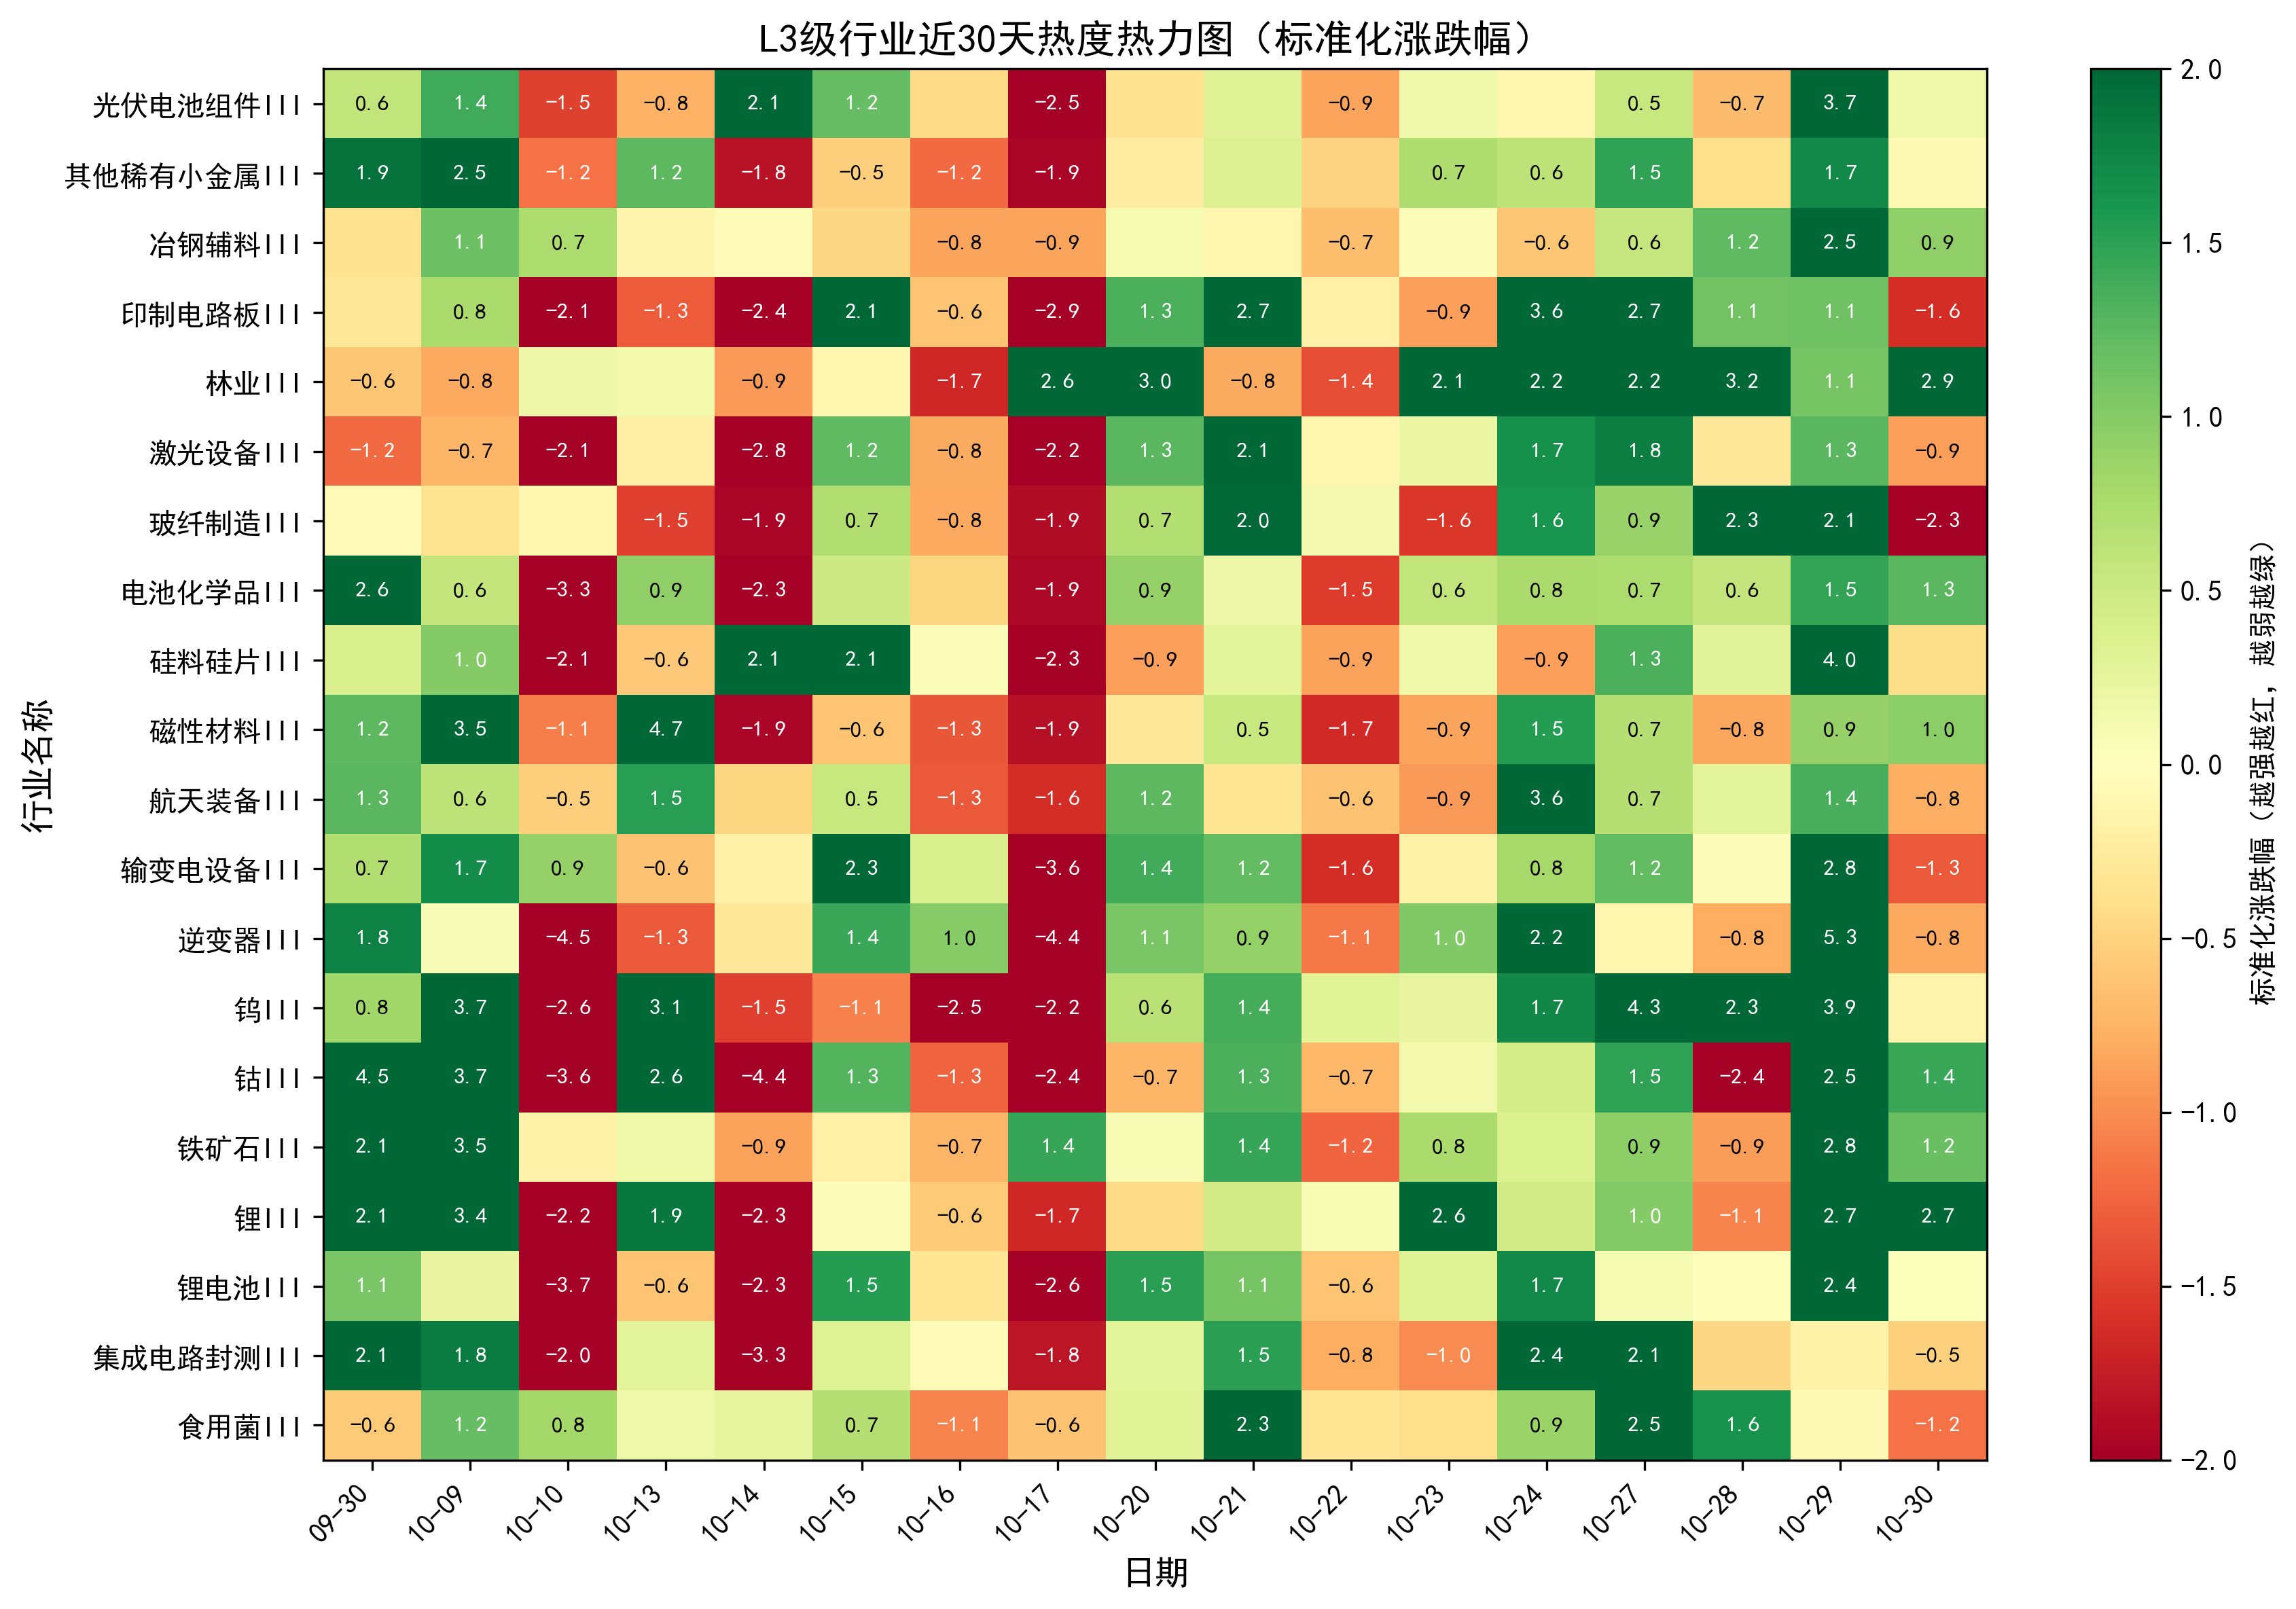 L3级行业近30天热度热力图（标准化涨跌幅）
行业名称
光伏电池组件III 0.6 1.4 −1.5 −0.8 2.1 1.2 −2.5 −0.9 0.5 −0.7 3.7
其他稀有小金属III 1.9 2.5 −1.2 1.2 −1.8 −0.5 −1.2 −1.9 0.7 0.6 1.5 1.7
冶钢辅料III 1.1 0.7 −0.8 −0.9 −0.7 −0.6 0.6 1.2 2.5 0.9
印制电路板III 0.8 −2.1 −1.3 −2.4 2.1 −0.6 −2.9 1.3 2.7 −0.9 3.6 2.7 1.1 1.1 −1.6
林业III −0.6 −0.8 −0.9 −1.7 2.6 3.0 −0.8 −1.4 2.1 2.2 2.2 3.2 1.1 2.9
激光设备III −1.2 −0.7 −2.1 −2.8 1.2 −0.8 −2.2 1.3 2.1 1.7 1.8 1.3 −0.9
玻纤制造III −1.5 −1.9 0.7 −0.8 −1.9 0.7 2.0 −1.6 1.6 0.9 2.3 2.1 −2.3
电池化学品III 2.6 0.6 −3.3 0.9 −2.3 −1.9 0.9 −1.5 0.6 0.8 0.7 0.6 1.5 1.3
硅料硅片III 1.0 −2.1 −0.6 2.1 2.1 −2.3 −0.9 −0.9 −0.9 1.3 4.0
磁性材料III 1.2 3.5 −1.1 4.7 −1.9 −0.6 −1.3 −1.9 0.5 −1.7 −0.9 1.5 0.7 −0.8 0.9 1.0
航天装备III 1.3 0.6 −0.5 1.5 0.5 −1.3 −1.6 1.2 −0.6 −0.9 3.6 0.7 1.4 −0.8
输变电设备III 0.7 1.7 0.9 −0.6 2.3 −3.6 1.4 1.2 −1.6 0.8 1.2 2.8 −1.3
逆变器III 1.8 −4.5 −1.3 1.4 1.0 −4.4 1.1 0.9 −1.1 1.0 2.2 −0.8 5.3 −0.8
钨III 0.8 3.7 −2.6 3.1 −1.5 −1.1 −2.5 −2.2 0.6 1.4 1.7 4.3 2.3 3.9
钴III 4.5 3.7 −3.6 2.6 −4.4 1.3 −1.3 −2.4 −0.7 1.3 −0.7 1.5 −2.4 2.5 1.4
铁矿石III 2.1 3.5 −0.9 −0.7 1.4 1.4 −1.2 0.8 0.9 −0.9 2.8 1.2
锂III 2.1 3.4 −2.2 1.9 −2.3 −0.6 −1.7 2.6 1.0 −1.1 2.7 2.7
锂电池III 1.1 −3.7 −0.6 −2.3 1.5 −2.6 1.5 1.1 −0.6 1.7 2.4
集成电路封测III 2.1 1.8 −2.0 −3.3 −1.8 1.5 −0.8 −1.0 2.4 2.1 −0.5
食用菌III −0.6 1.2 0.8 0.7 −1.1 −0.6 2.3 0.9 2.5 1.6 −1.2
09−30 10−09 10−10 10−13 10−14 10−15 10−16 10−17 10−20 10−21 10−22 10−23 10−24 10−27 10−28 10−29 10−30
日期
2.0
1.5
1.0
0.5
0.0
−0.5
−1.0
−1.5
−2.0
标准化涨跌幅（越强越红，越弱越绿）